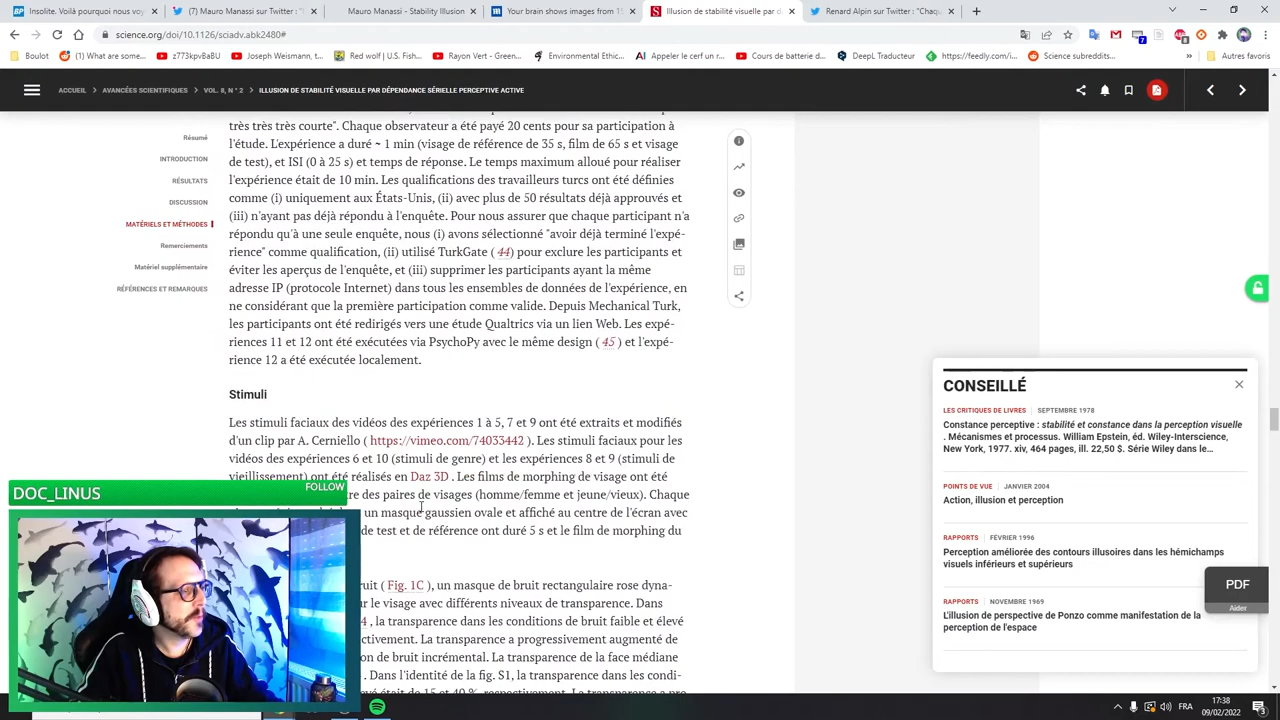 Insolite. Voilà pourquoi nous voy
(7) Mauro Manassi sur Twitter : "I
[7] Mauro Manassi - Stability Illusion
Your brain shows images from 15
Illusion de stabilité visuelle par dé
Renard Alpin sur Twitter : "Chaq
science.org/doi/10.1126/sciadv.abk2480#
Boulot
(1) What are some...
z773kpvBaBU
Joseph Weismann, t...
Red wolf | U.S. Fish...
Rayon Vert - Green...
Environmental Ethic...
Appeler le cerf un r...
Cours de batterie d...
DeepL Traducteur
https://feedly.com/i...
Science subreddits...
Autres favoris
ACCUEIL
AVANCÉES SCIENTIFIQUES
VOL. 8, N° 2
ILLUSION DE STABILITÉ VISUELLE PAR DÉPENDANCE SÉRIELLE PERCEPTIVE ACTIVE
Résumé
INTRODUCTION
RÉSULTATS
DISCUSSION
MATÉRIELS ET MÉTHODES
Remerciements
Matériel supplémentaire
RÉFÉRENCES ET REMARQUES
très très très courte". Chaque observateur a été payé 20 cents pour sa participation à
l'étude. L'expérience a duré ~ 1 min (visage de référence de 35 s, film de 65 s et visage
de test), et ISI (0 à 25 s) et temps de réponse. Le temps maximum alloué pour réaliser
l'expérience était de 10 min. Les qualifications des travailleurs turcs ont été définies
comme (i) uniquement aux États-Unis, (ii) avec plus de 50 résultats déjà approuvés et
(iii) n'ayant pas déjà répondu à l'enquête. Pour nous assurer que chaque participant n'a
répondu qu'à une seule enquête, nous (i) avons sélectionné "avoir déjà terminé l'expé-
rience" comme qualification, (ii) utilisé TurkGate ( 44) pour exclure les participants et
éviter les aperçus de l'enquête, et (iii) supprimer les participants ayant la même
adresse IP (protocole Internet) dans tous les ensembles de données de l'expérience, en
ne considérant que la première participation comme valide. Depuis Mechanical Turk,
les participants ont été redirigés vers une étude Qualtrics via un lien Web. Les expé-
riences 11 et 12 ont été exécutées via PsychoPy avec le même design ( 45 ) et l'expé-
rience 12 a été exécutée localement.
Stimuli
Les stimuli faciaux des vidéos des expériences 1 à 5, 7 et 9 ont été extraits et modifiés
d'un clip par A. Cerniello ( https://vimeo.com/74033442 ). Les stimuli faciaux pour les
vidéos des expériences 6 et 10 (stimuli de genre) et les expériences 8 et 9 (stimuli de
vieillissement) ont été réalisés en Daz 3D . Les films de morphing de visage ont été
re des paires de visages (homme/femme et jeune/vieux). Chaque
un masque gaussien ovale et affiché au centre de l'écran avec
de test et de référence ont duré 5 s et le film de morphing du
ruit ( Fig. 1C ), un masque de bruit rectangulaire rose dyna-
r le visage avec différents niveaux de transparence. Dans
4 , la transparence dans les conditions de bruit faible et élevé
ctivement. La transparence a progressivement augmenté de
on de bruit incrémental. La transparence de la face médiane
. Dans l'identité de la fig. S1, la transparence dans les condi-
DOC_LINUS
FOLLOW
CONSEILLÉ
LES CRITIQUES DE LIVRES | SEPTEMBRE 1978
Constance perceptive : stabilité et constance dans la perception visuelle
. Mécanismes et processus. William Epstein, éd. Wiley-Interscience,
New York, 1977. xiv, 464 pages, ill. 22,50 $. Série Wiley dans le...
POINTS DE VUE | JANVIER 2004
Action, illusion et perception
RAPPORTS | FÉVRIER 1996
Perception améliorée des contours illusoires dans les hémichamps
visuels inférieurs et supérieurs
RAPPORTS | NOVEMBRE 1969
L'illusion de perspective de Ponzo comme manifestation de la
perception de l'espace
PDF
Aider
FRA
17:38
09/02/2022